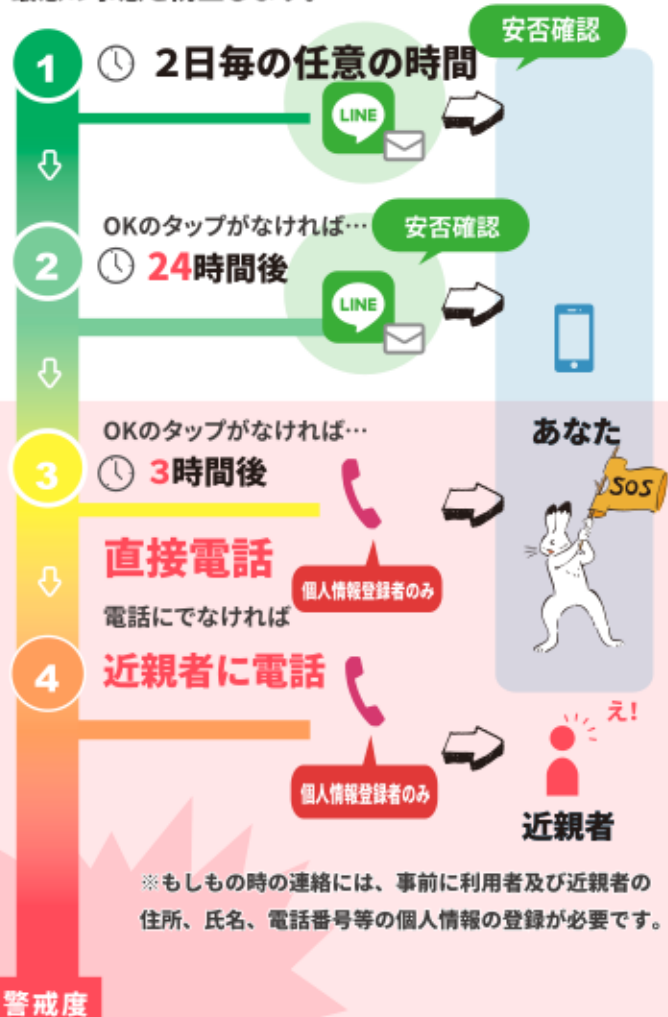 安否確認
1
2日毎の任意の時間
LINE
OKのタップがなければ…
安否確認
2
24時間後
LINE
OKのタップがなければ…
あなた
3
3時間後
SOS
直接電話
個人情報登録者のみ
電話にでなければ
4
近親者に電話
え!
個人情報登録者のみ
近親者
※もしもの時の連絡には、事前に利用者及び近親者の
住所、氏名、電話番号等の個人情報の登録が必要です。
警戒度